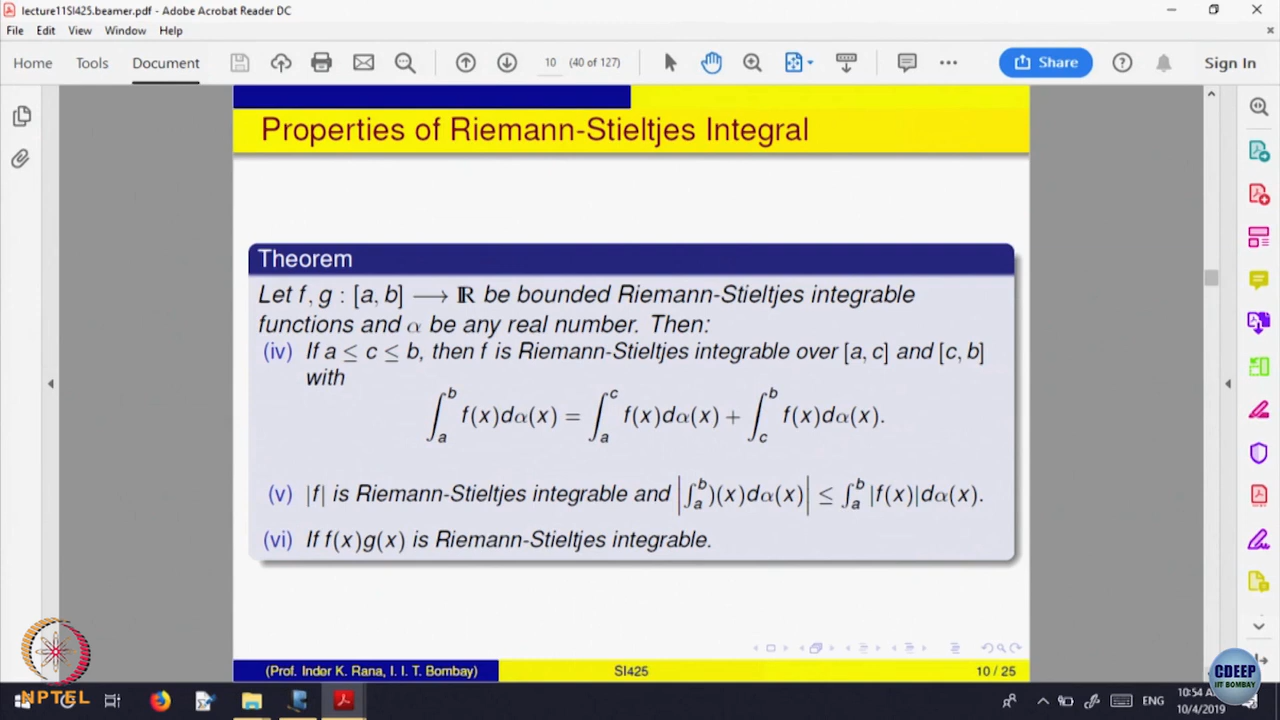 lecture11SI425.beamer.pdf - Adobe Acrobat Reader DC
File Edit View Window Help
Home Tools Document 10 (40 of 127) Share Sign In
Properties of Riemann-Stieltjes Integral
Theorem
Let f, g : [a, b] ⟶ ℝ be bounded Riemann-Stieltjes integrable
functions and α be any real number. Then:
(iv) If a ≤ c ≤ b, then f is Riemann-Stieltjes integrable over [a, c] and [c, b]
with
∫_a^b f(x)dα(x) = ∫_a^c f(x)dα(x) + ∫_c^b f(x)dα(x).
(v) |f| is Riemann-Stieltjes integrable and |∫_a^b)(x)dα(x)| ≤ ∫_a^b |f(x)|dα(x).
(vi) If f(x)g(x) is Riemann-Stieltjes integrable.
(Prof. Indor K. Rana, I. I. T. Bombay) SI425 10 / 25
NPTEL
CDEEP
IIT BOMBAY
ENG
10:54
10/4/2019